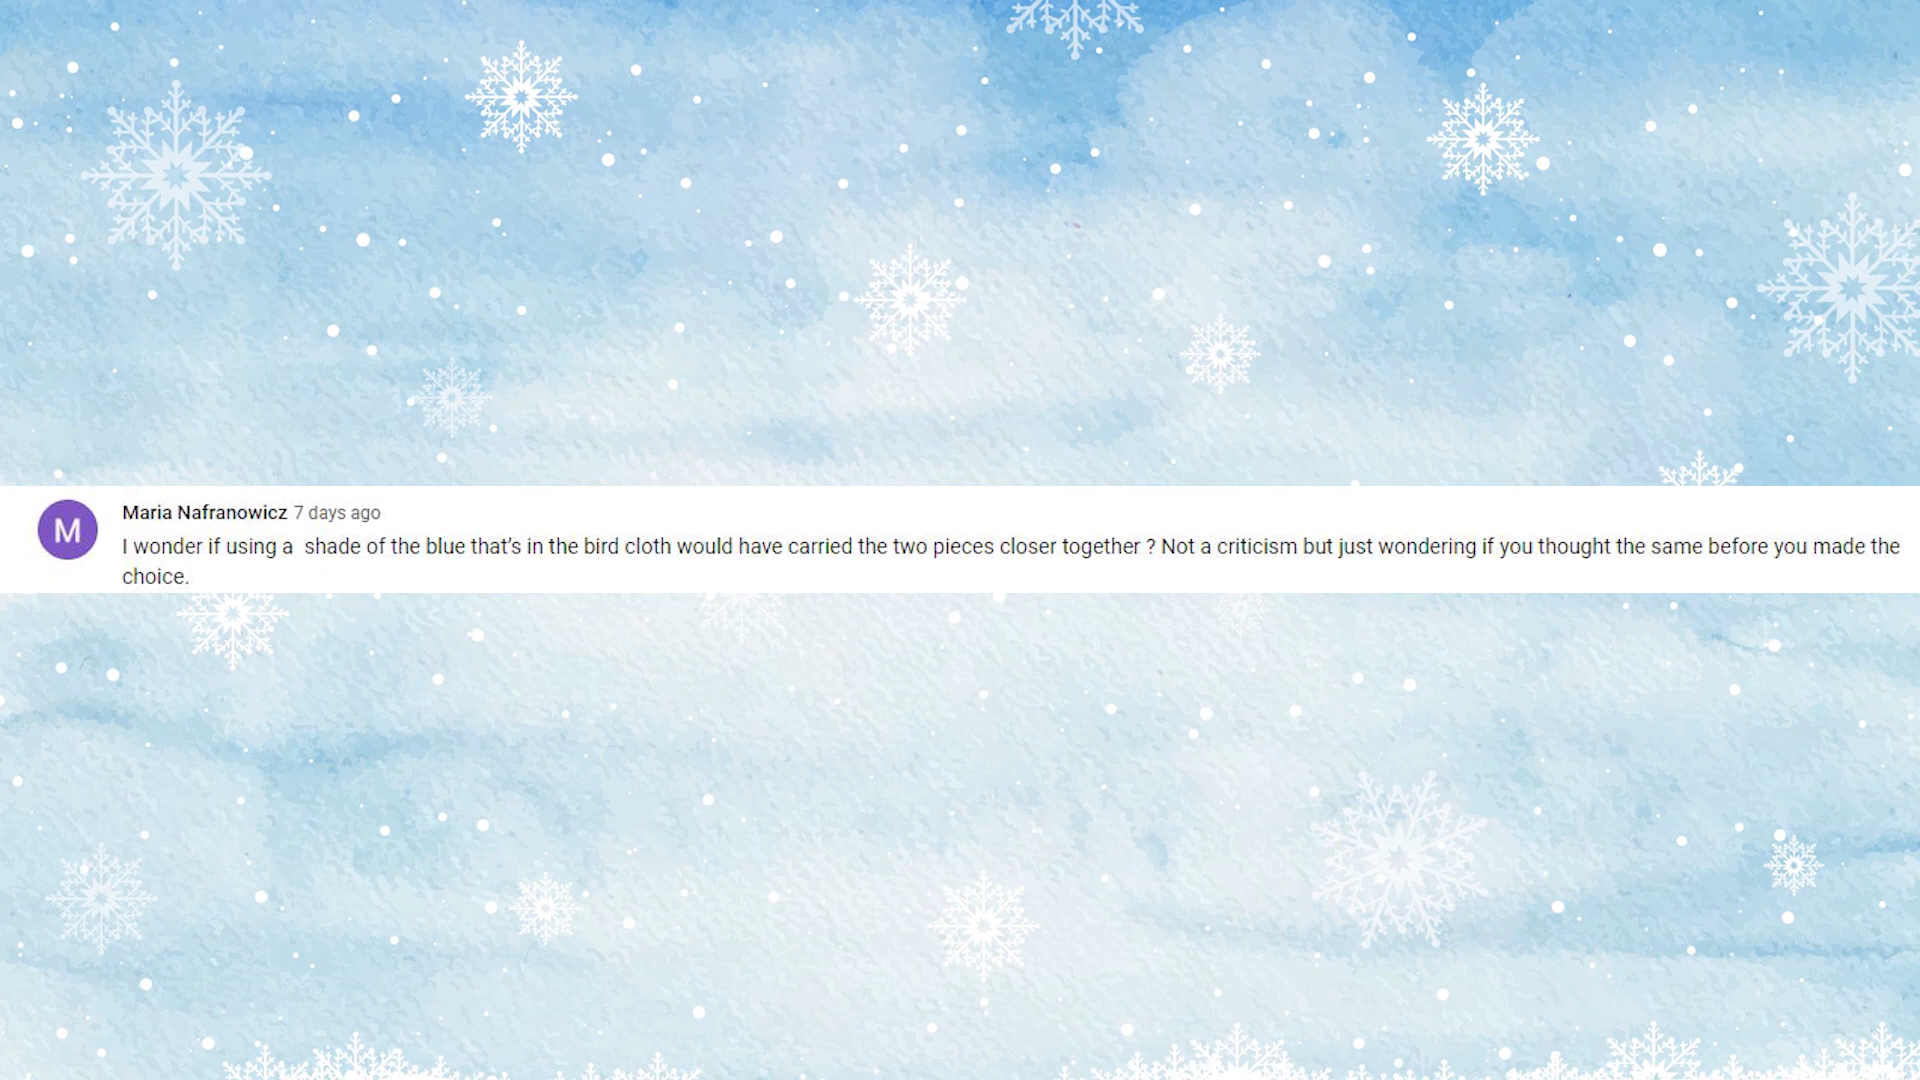 M
Maria Nafranowicz 7 days ago
I wonder if using a  shade of the blue that’s in the bird cloth would have carried the two pieces closer together ? Not a criticism but just wondering if you thought the same before you made the
choice.